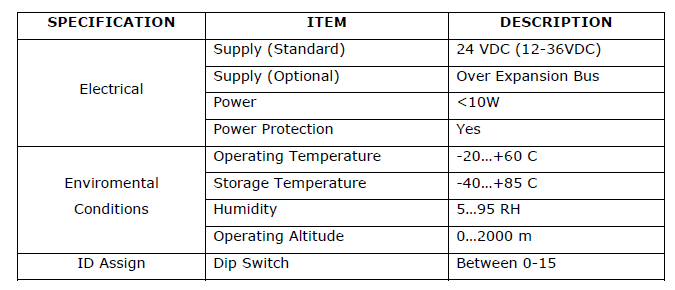 SPECIFICATION ITEM DESCRIPTION
Electrical
Supply (Standard) 24 VDC (12-36VDC)
Supply (Optional) Over Expansion Bus
Power <10W
Power Protection Yes
Enviromental
Conditions
Operating Temperature -20…+60 C
Storage Temperature -40…+85 C
Humidity 5…95 RH
Operating Altitude 0…2000 m
ID Assign Dip Switch Between 0-15